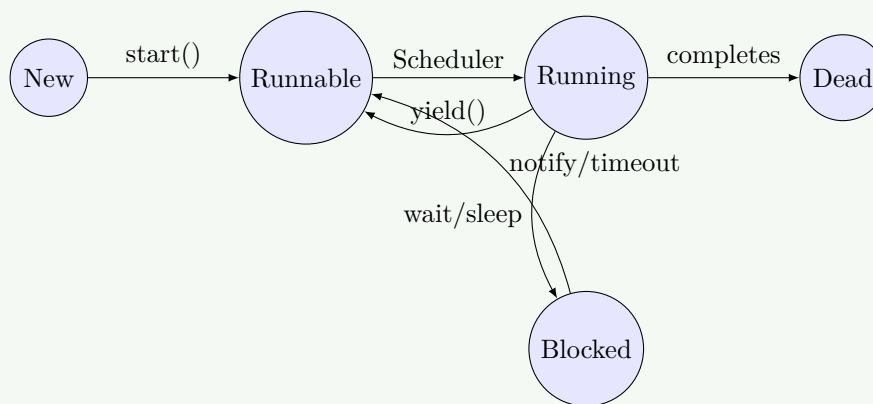 start()
Scheduler
completes
New
Runnable
Running
Dead
yield()
notify/timeout
wait/sleep
Blocked